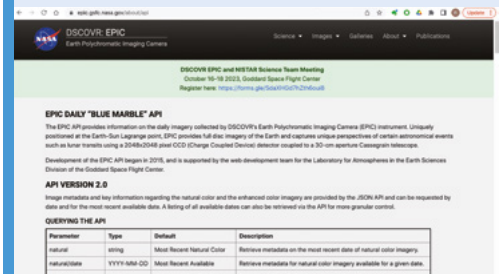 epic.gsfc.nasa.gov/about/api
Update
NASA
DSCOVR: EPIC
Earth Polychromatic Imaging Camera
Science Images Galleries About Publications
DSCOVR EPIC and NISTAR Science Team Meeting
October 16-18 2023, Goddard Space Flight Center
Register here:
EPIC DAILY "BLUE MARBLE" API
The EPIC API provides information on the daily imagery collected by DSCOVR's Earth Polychromatic Imaging Camera (EPIC) instrument. Uniquely
positioned at the Earth-Sun Lagrange point, EPIC provides full disc imagery of the Earth and captures unique perspectives of certain astronomical events
such as lunar transits using a 2048x2048 pixel CCD (Charge Coupled Device) detector coupled to a 30-cm aperture Cassegrain telescope.
Development of the EPIC API began in 2015, and is supported by the web development team for the Laboratory for Atmospheres in the Earth Sciences
Division of the Goddard Space Flight Center.
API VERSION 2.0
Image metadata and key information regarding the natural color and the enhanced color imagery are provided by the JSON API and can be requested by
date and for the most recent available date. A listing of all available dates can also be retrieved via the API for more granular control.
QUERYING THE API
Parameter Type Default Description
natural string Most Recent Natural Color Retrieve metadata on the most recent date of natural color imagery.
natural/date YYYY-MM-DD Most Recent Available Retrieve metadata for natural color imagery available for a given date.